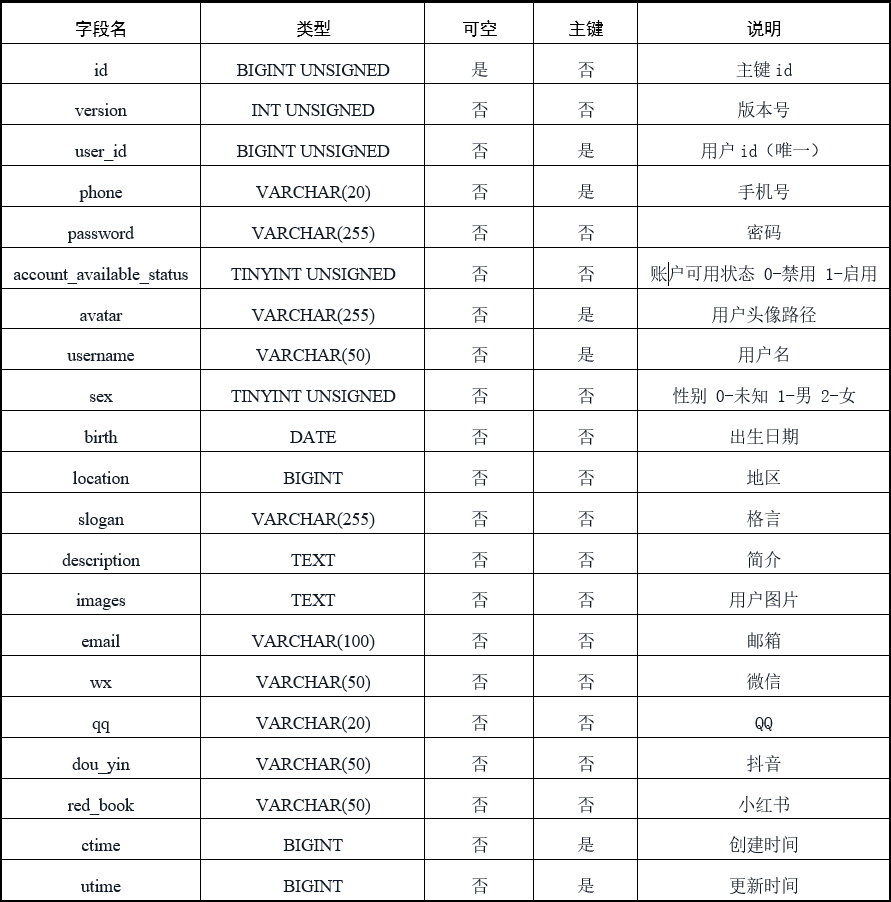 字段名 类型 可空 主键 说明
id BIGINT UNSIGNED 是 否 主键 id
version INT UNSIGNED 否 否 版本号
user_id BIGINT UNSIGNED 否 是 用户 id（唯一）
phone VARCHAR(20) 否 是 手机号
password VARCHAR(255) 否 否 密码
account_available_status TINYINT UNSIGNED 否 否 账户可用状态 0-禁用 1-启用
avatar VARCHAR(255) 否 是 用户头像路径
username VARCHAR(50) 否 是 用户名
sex TINYINT UNSIGNED 否 否 性别 0-未知 1-男 2-女
birth DATE 否 否 出生日期
location BIGINT 否 否 地区
slogan VARCHAR(255) 否 否 格言
description TEXT 否 否 简介
images TEXT 否 否 用户图片
email VARCHAR(100) 否 否 邮箱
wx VARCHAR(50) 否 否 微信
qq VARCHAR(20) 否 否 QQ
dou_yin VARCHAR(50) 否 否 抖音
red_book VARCHAR(50) 否 否 小红书
ctime BIGINT 否 是 创建时间
utime BIGINT 否 是 更新时间